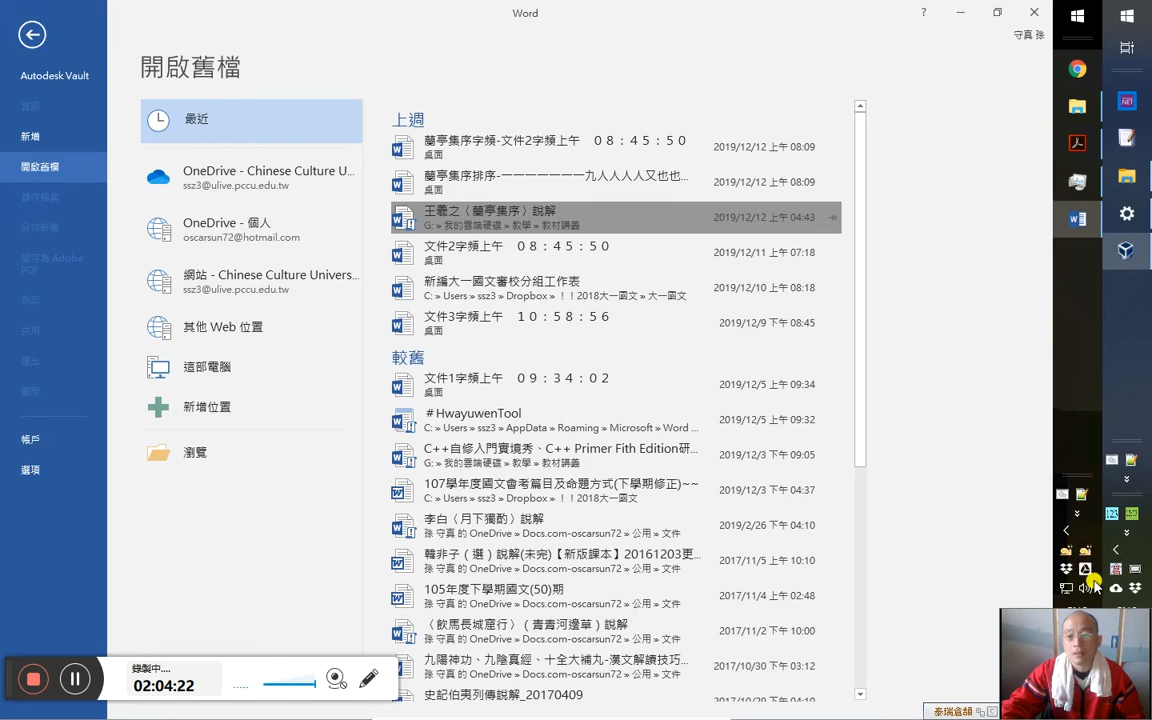 Word
?
守真 孫
Autodesk Vault
資訊
新增
開啟舊檔
儲存檔案
另存新檔
儲存為 Adobe
PDF
列印
共用
匯出
關閉
帳戶
選項
開啟舊檔
最近
OneDrive - Chinese Culture U...
ssz3@ulive.pccu.edu.tw
OneDrive - 個人
oscarsun72@hotmail.com
網站 - Chinese Culture Univers...
ssz3@ulive.pccu.edu.tw
其他 Web 位置
這部電腦
新增位置
瀏覽
上週
蘭亭集序字頻-文件2字頻上午 08:45:50 2019/12/12 上午 08:09
桌面
蘭亭集序排序-一一一一一一一九人人人人又也也... 2019/12/12 上午 08:09
桌面
王羲之〈蘭亭集序〉說解 2019/12/12 上午 04:43
G: » 我的雲端硬碟 » 教學 » 教材講義
文件2字頻上午 08:45:50 2019/12/11 下午 07:18
桌面
新編大一國文審校分組工作表 2019/12/10 上午 08:18
C: » Users » ssz3 » Dropbox » !!2018大一國文 » 大一國文
文件3字頻上午 10:58:56 2019/12/9 下午 08:45
桌面
較舊
文件1字頻上午 09:34:02 2019/12/5 上午 09:34
桌面
#HwayuwenTool 2019/12/5 上午 09:32
C: » Users » ssz3 » AppData » Roaming » Microsoft » Word ...
C++自修入門實境秀、C++ Primer Fith Edition研... 2019/12/3 下午 09:05
G: » 我的雲端硬碟 » 教學 » 教材講義
107學年度國文會考篇目及命題方式(下學期修正)~~ 2019/12/3 下午 04:37
C: » Users » ssz3 » Dropbox » !!2018大一國文
李白〈月下獨酌〉說解 2019/2/26 下午 04:10
孫 守真 的 OneDrive » Docs.com-oscarsun72 » 公用 » 文件
韓非子(選)說解(未完)【新版課本】20161203更... 2017/11/5 上午 10:10
孫 守真 的 OneDrive » Docs.com-oscarsun72 » 公用 » 文件
105年度下學期國文(50)期 2017/11/4 上午 02:48
孫 守真 的 OneDrive » Docs.com-oscarsun72 » 公用 » 文件
〈飲馬長城窟行〉(青青河邊草)說解 2017/11/2 下午 10:00
孫 守真 的 OneDrive » Docs.com-oscarsun72 » 公用 » 文件
九陽神功、九陰真經、十全大補丸-漢文解讀技巧... 2017/10/30 下午 03:12
孫 守真 的 OneDrive » Docs.com-oscarsun72 » 公用 » 文件
史記伯夷列傳說解_20170409
錄製中....
02:04:22
泰瑞倉頡